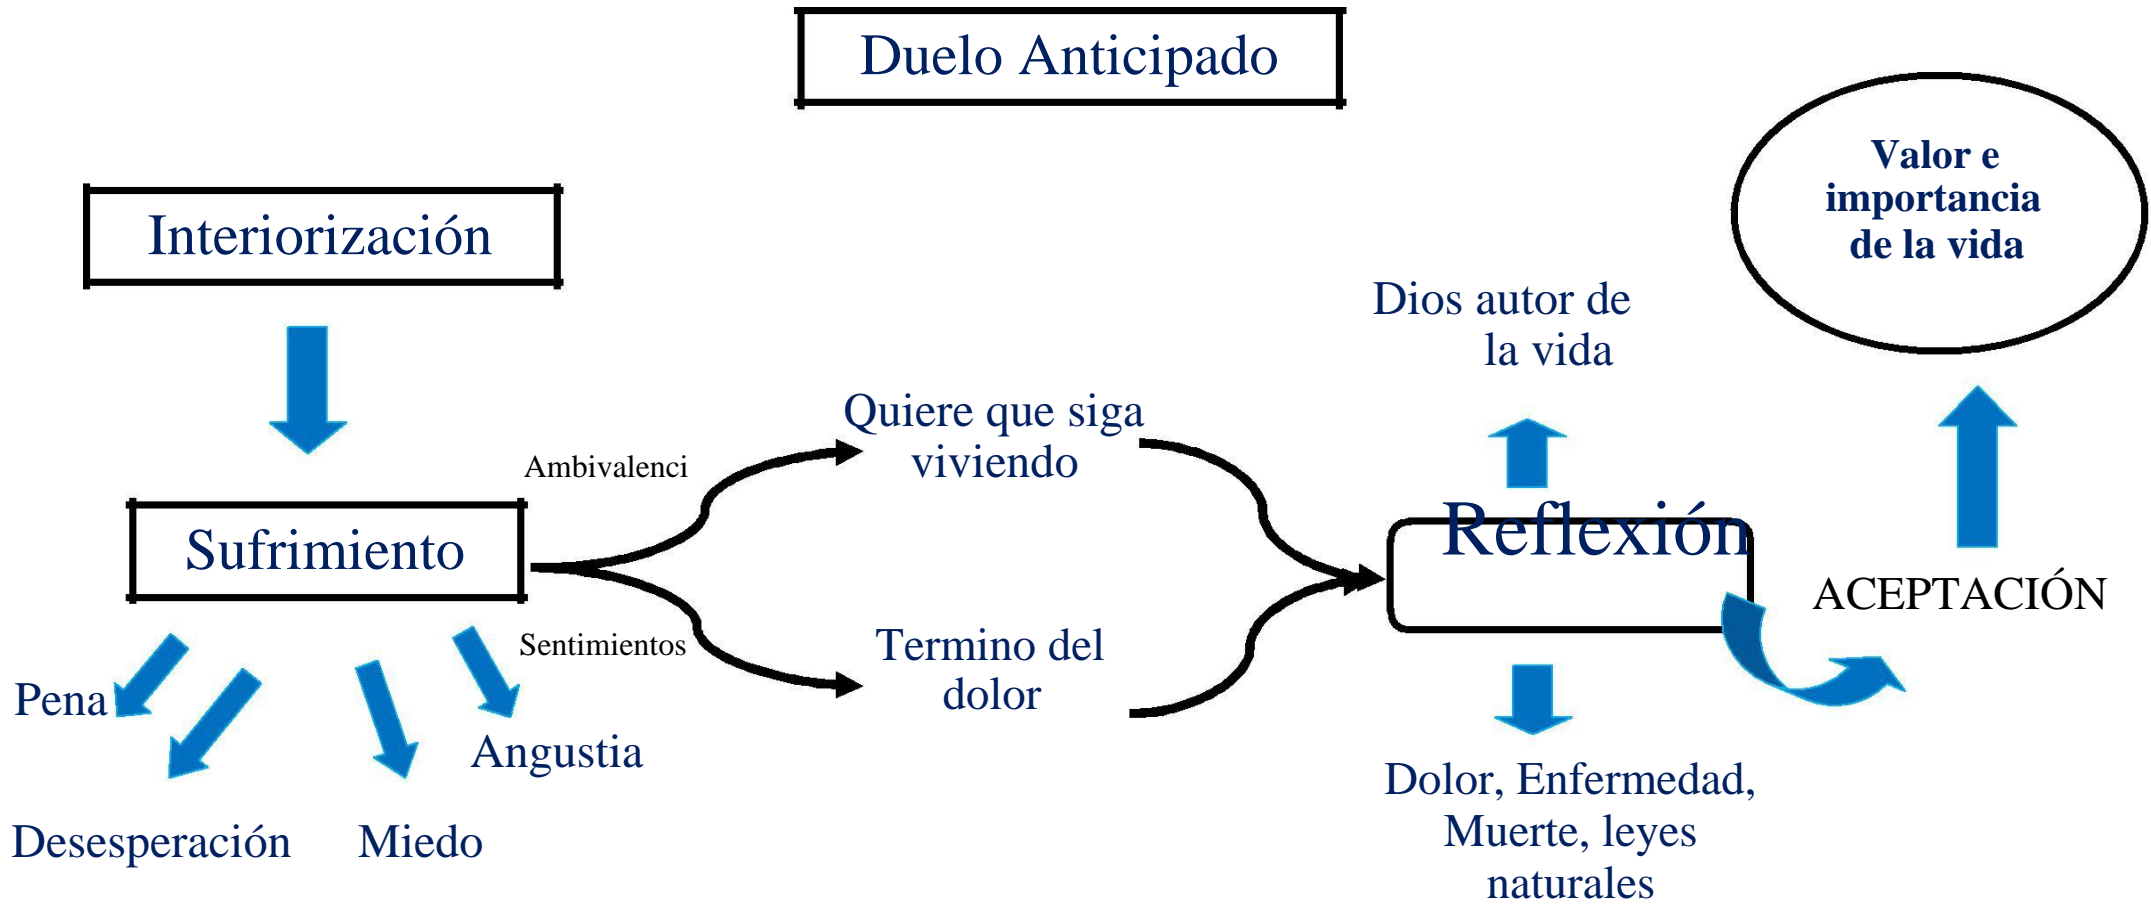 Duelo Anticipado
Interiorización
Valor e
importancia
de la vida
Dios autor de
la vida
Quiere que siga
viviendo
Ambivalenci
Sufrimiento
Reflexión
ACEPTACIÓN
Sentimientos
Termino del
dolor
Pena
Angustia
Desesperación
Miedo
Dolor, Enfermedad,
Muerte, leyes
naturales